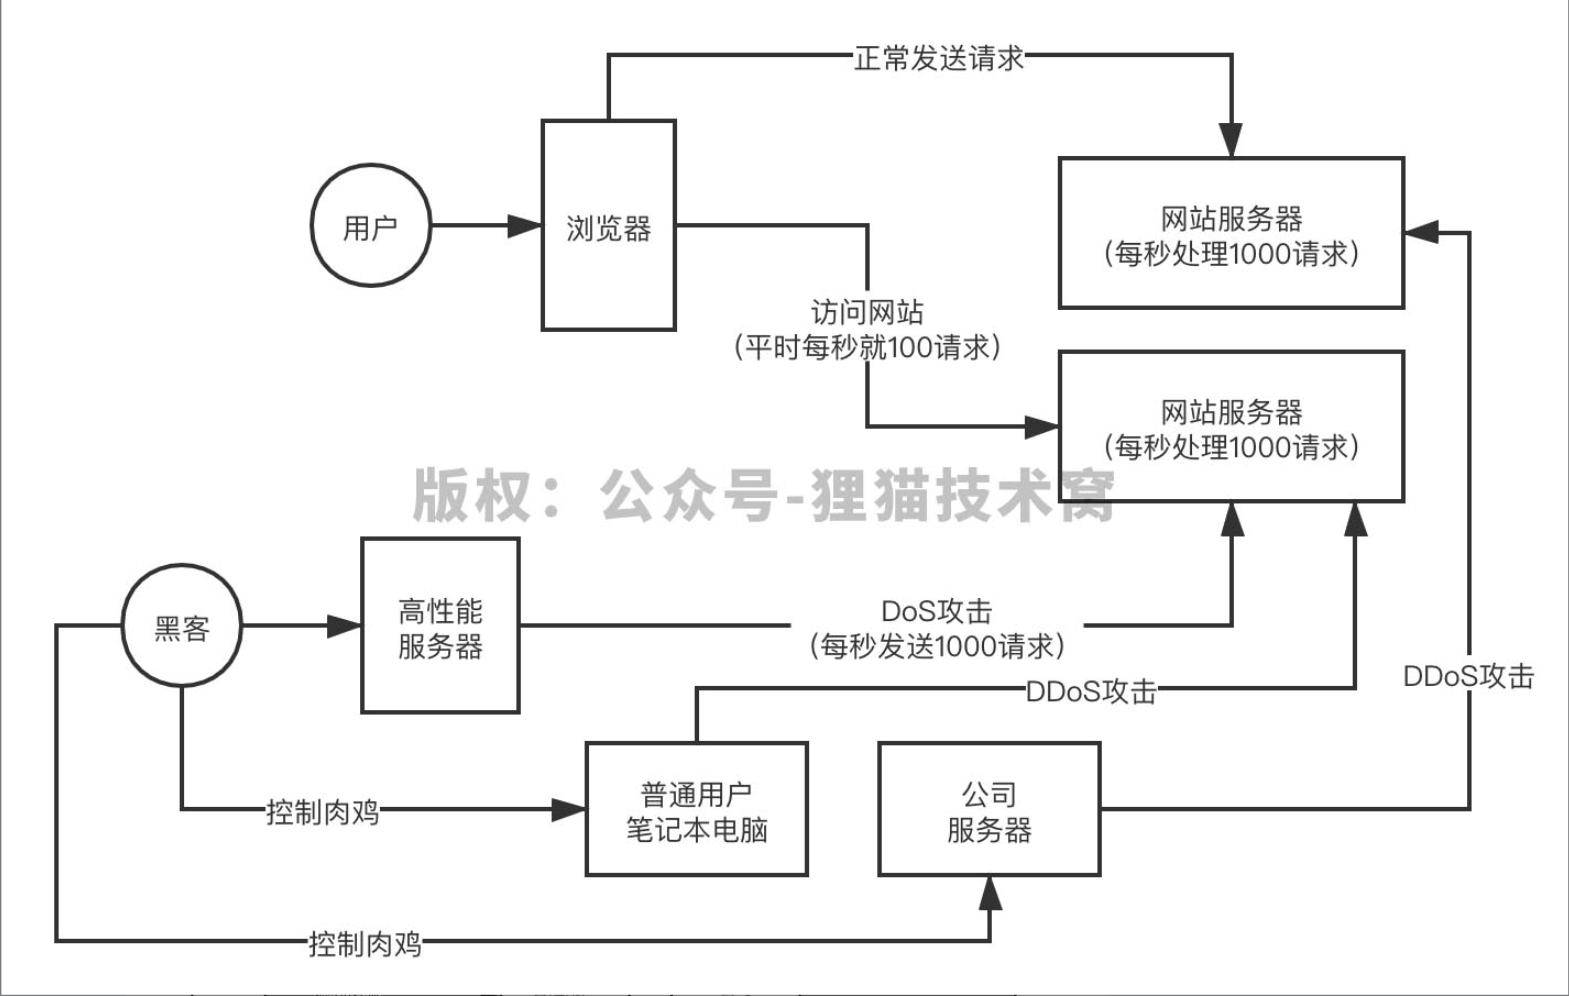 正常发送请求
用户
浏览器
网站服务器
（每秒处理1000请求）
访问网站
（平时每秒就100请求）
网站服务器
（每秒处理1000请求）
版权：公众号-狸猫技术窝
黑客
高性能
服务器
DoS攻击
（每秒发送1000请求）
DDoS攻击
DDoS攻击
控制肉鸡
普通用户
笔记本电脑
公司
服务器
控制肉鸡